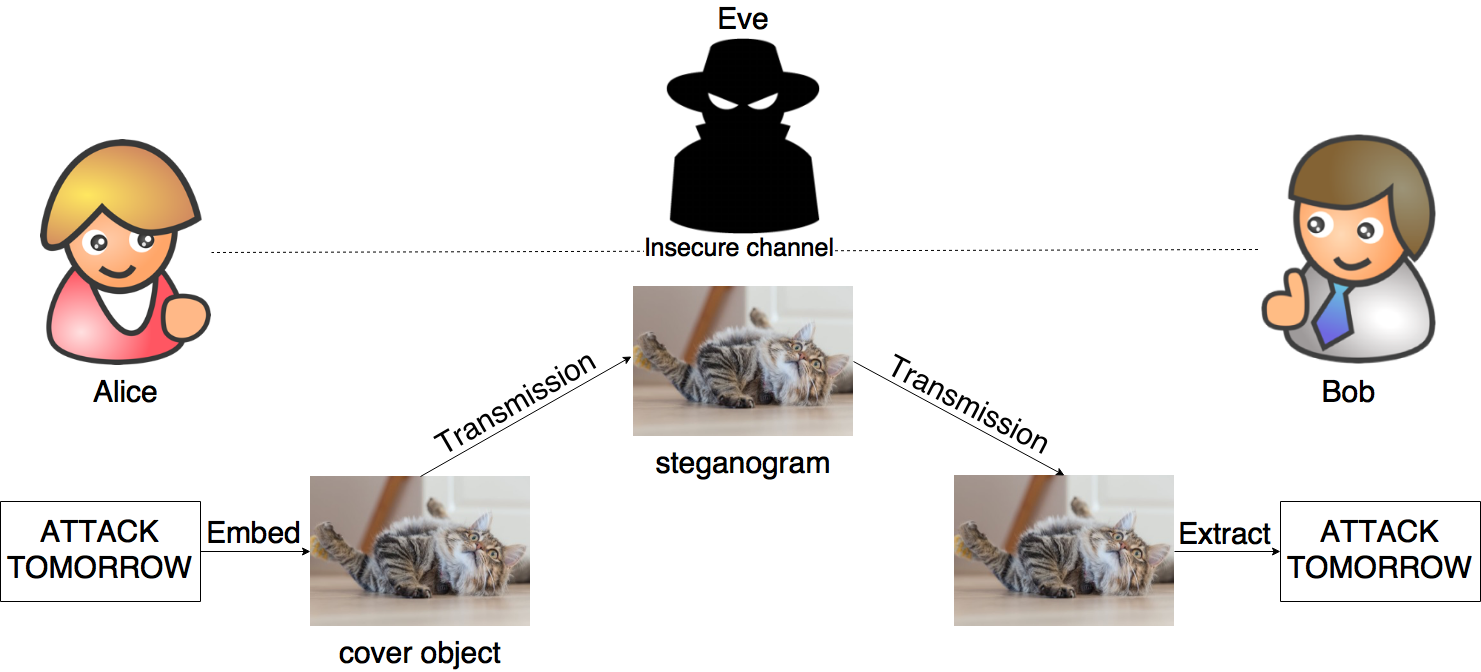 Eve
Insecure channel
Alice
Bob
Transmission
Transmission
steganogram
ATTACK
TOMORROW
Embed
cover object
Extract
ATTACK
TOMORROW